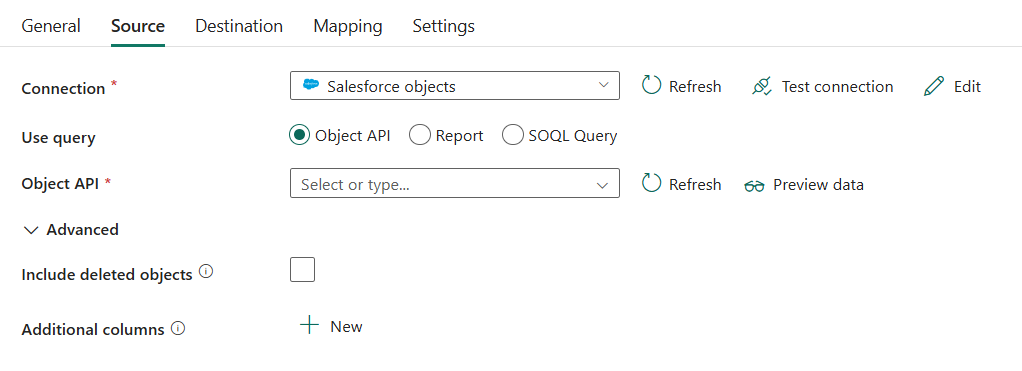 General Source Destination Mapping Settings
Connection * Salesforce objects Refresh Test connection Edit
Use query Object API Report SOQL Query
Object API * Select or type... Refresh Preview data
Advanced
Include deleted objects
Additional columns New